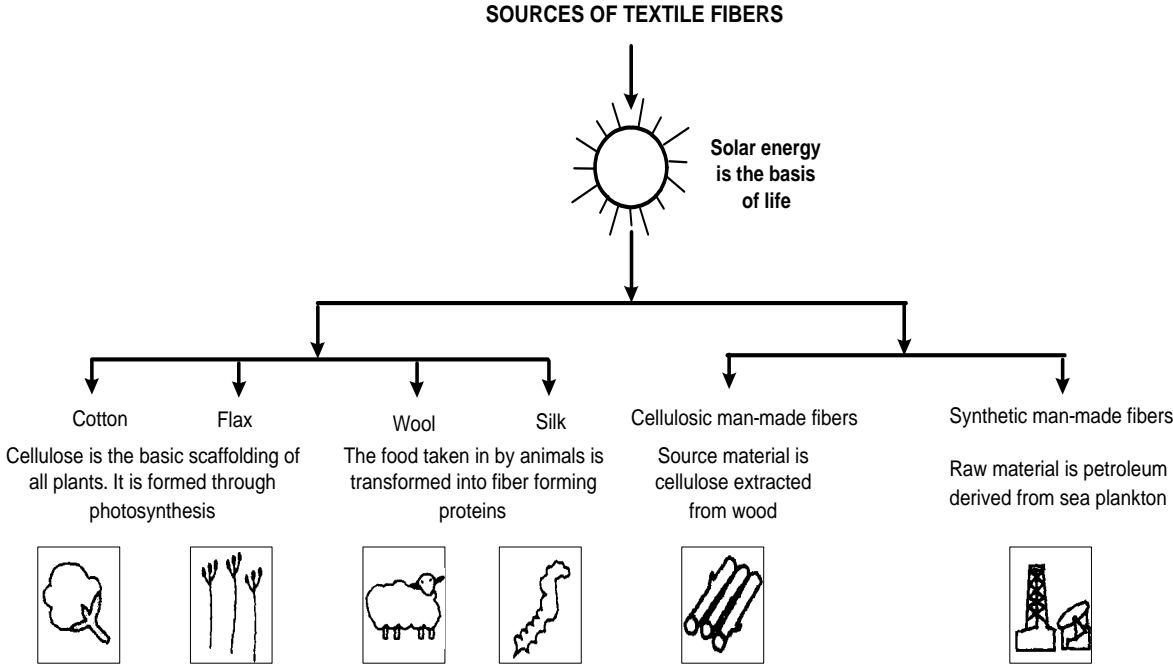 SOURCES OF TEXTILE FIBERS
Solar energy
is the basis
of life
Cotton
Flax
Cellulose is the basic scaffolding of
all plants. It is formed through
photosynthesis
Wool
Silk
The food taken in by animals is
transformed into fiber forming
proteins
Cellulosic man-made fibers
Source material is
cellulose extracted
from wood
Synthetic man-made fibers
Raw material is petroleum
derived from sea plankton